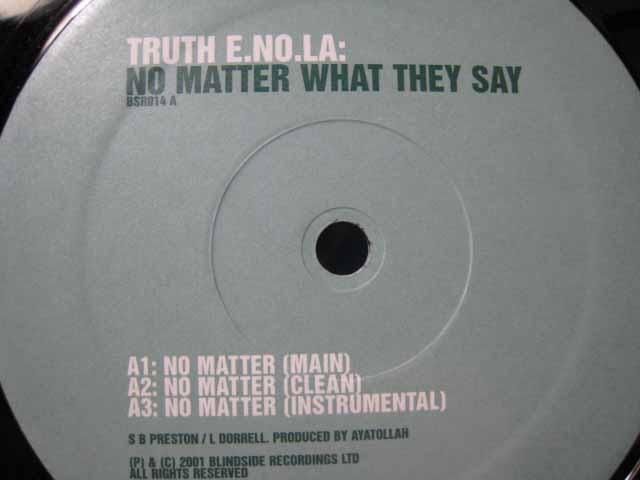 TRUTH E.NO.LA:
NO MATTER WHAT THEY SAY
BSR014 A
A1: NO MATTER (MAIN)
A2: NO MATTER (CLEAN)
A3: NO MATTER (INSTRUMENTAL)
S B PRESTON / L DORRELL. PRODUCED BY AYATOLLAH
(P) & (C) 2001 BLINDSIDE RECORDINGS LTD
ALL RIGHTS RESERVED